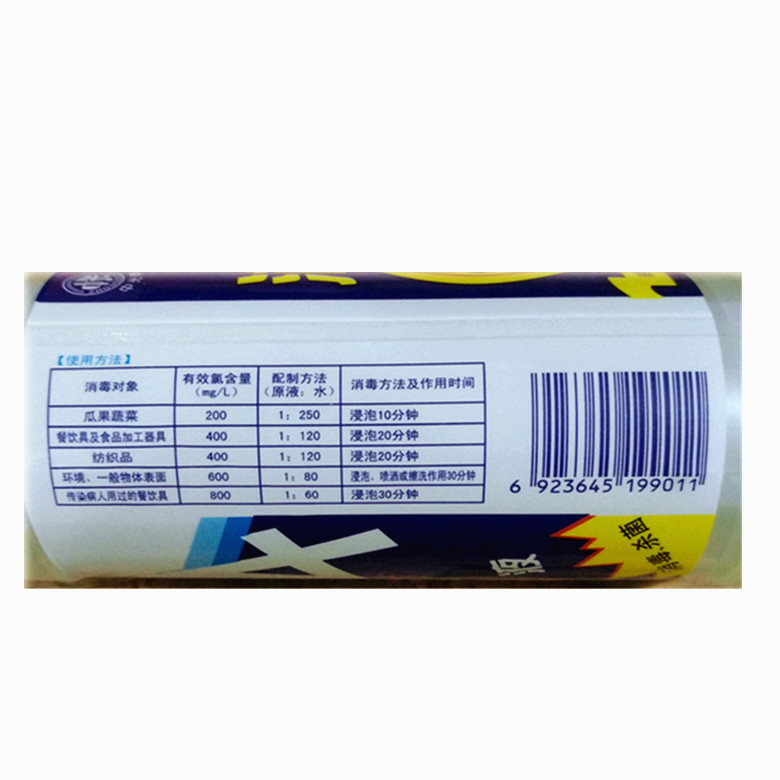 【使用方法】
消毒对象 有效氯含量（mg/L） 配制方法（原液：水） 消毒方法及作用时间
瓜果蔬菜 200 1：250 浸泡10分钟
餐饮具及食品加工器具 400 1：120 浸泡20分钟
纺织品 400 1：120 浸泡20分钟
环境、一般物体表面 600 1：80 浸泡、喷洒或擦洗作用30分钟
传染病人用过的餐饮具 800 1：60 浸泡30分钟
6 923645 199011
液
消毒杀菌